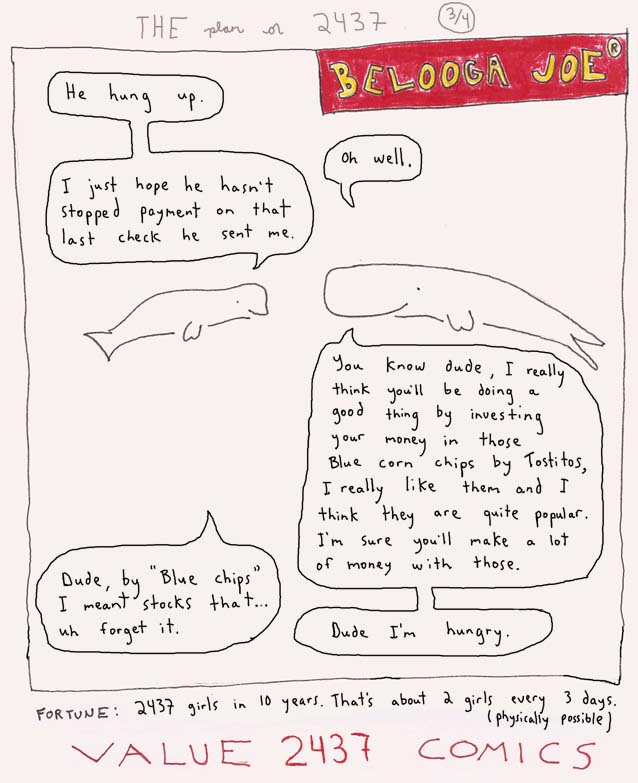 THE plan or 2437 3/4
BELOOGA JOE ®
He hung up.
I just hope he hasn't
stopped payment on that
last check he sent me.
Oh well.
You know dude, I really
think you'll be doing a
good thing by investing
your money in those
Blue corn chips by Tostitos,
I really like them and I
think they are quite popular.
I'm sure you'll make a lot
of money with those.
Dude, by "Blue chips"
I meant stocks that...
uh forget it.
Dude I'm hungry.
FORTUNE: 2437 girls in 10 years. That's about 2 girls every 3 days.
(physically possible)
VALUE 2437 COMICS